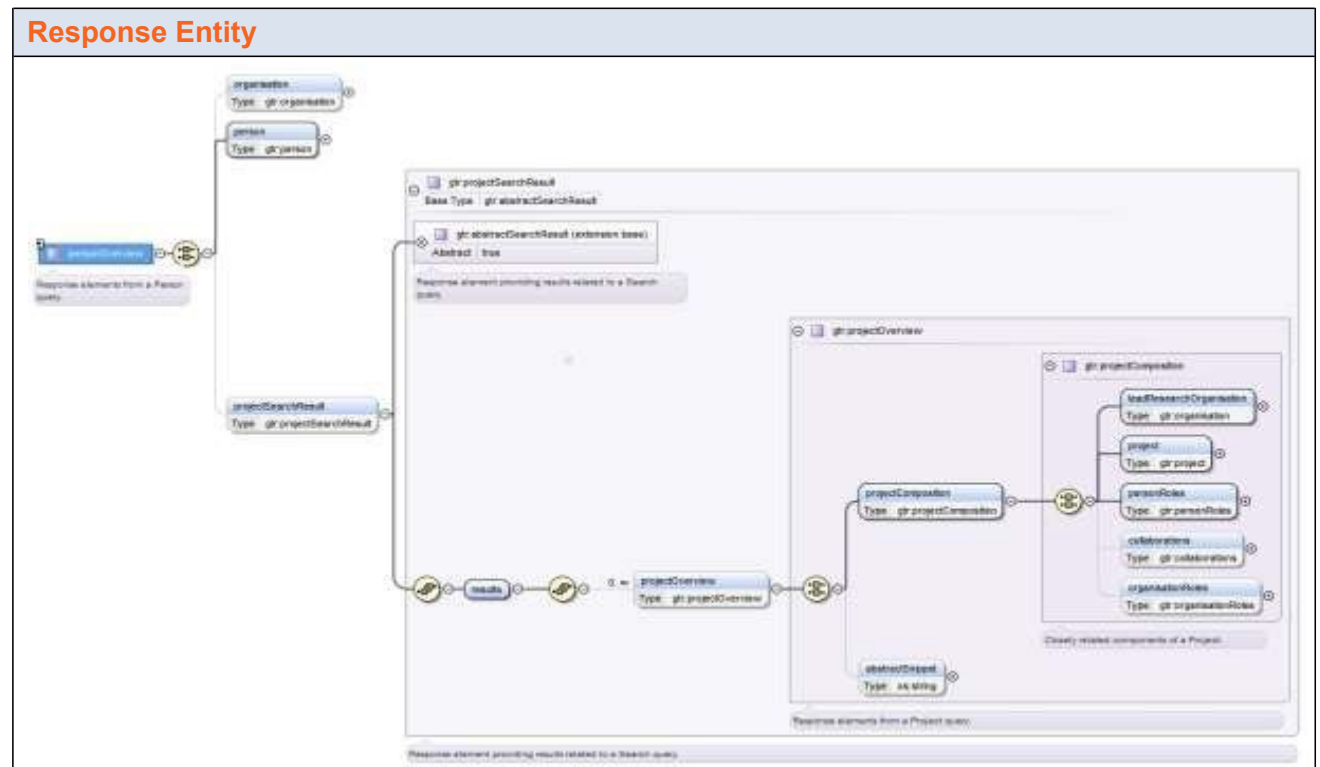 Response Entity
organisation
Type gtr:organisation
person
Type gtr:person
gtr:projectSearchResult
Base Type gtr:abstractSearchResult
gtr:abstractSearchResult (extension base)
Abstract true
personOverview
Response element providing results related to a Search
query.
Response elements from a Person
query.
gtr:projectOverview
gtr:projectComposition
leadResearchOrganisation
Type gtr:organisation
projectSearchResult
Type gtr:projectSearchResult
project
Type gtr:project
projectComposition
Type gtr:projectComposition
personRoles
Type gtr:personRoles
collaborations
Type gtr:collaborations
results
0..∞
projectOverview
Type gtr:projectOverview
organisationRoles
Type gtr:organisationRoles
Closely related components of a Project.
abstractSnippet
Type xs:string
Response elements from a Project query.
Response element providing results related to a Search query.